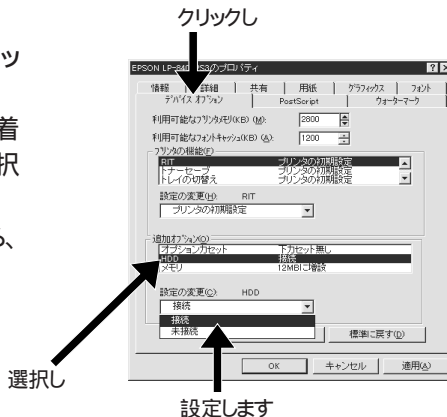 クリックし
ッ
着
択
、
EPSON LP-8400PS3のプロパティ
情報 詳細 共有 用紙 グラフィックス フォント
デバイス オプション PostScript ウォーターマーク
利用可能なプリンタメモリ(KB) (M): 2800
利用可能なフォントキャッシュ(KB) (A): 1200
プリンタの機能(F)
RIT プリンタの初期設定
トナーセーブ プリンタの初期設定
トレイの切替え プリンタの初期設定
設定の変更(H): RIT
プリンタの初期設定
追加オプション(O)
オプションカセット 下カセット無し
HDD 接続
メモリ 12MBに増設
設定の変更(C): HDD
接続
接続
未接続
標準に戻す(D)
OK キャンセル 適用(A)
選択し
設定します